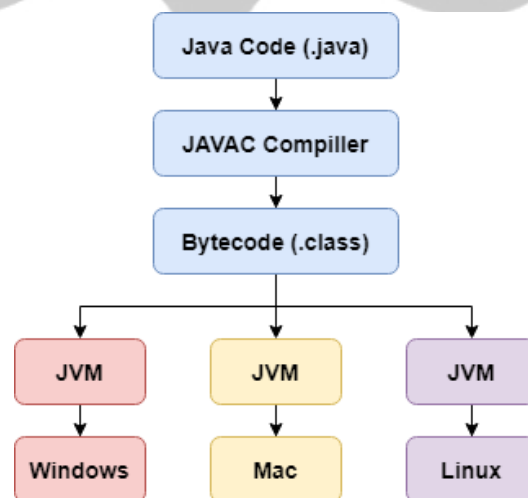 Java Code (.java)
JAVAC Compiller
Bytecode (.class)
JVM
JVM
JVM
Windows
Mac
Linux